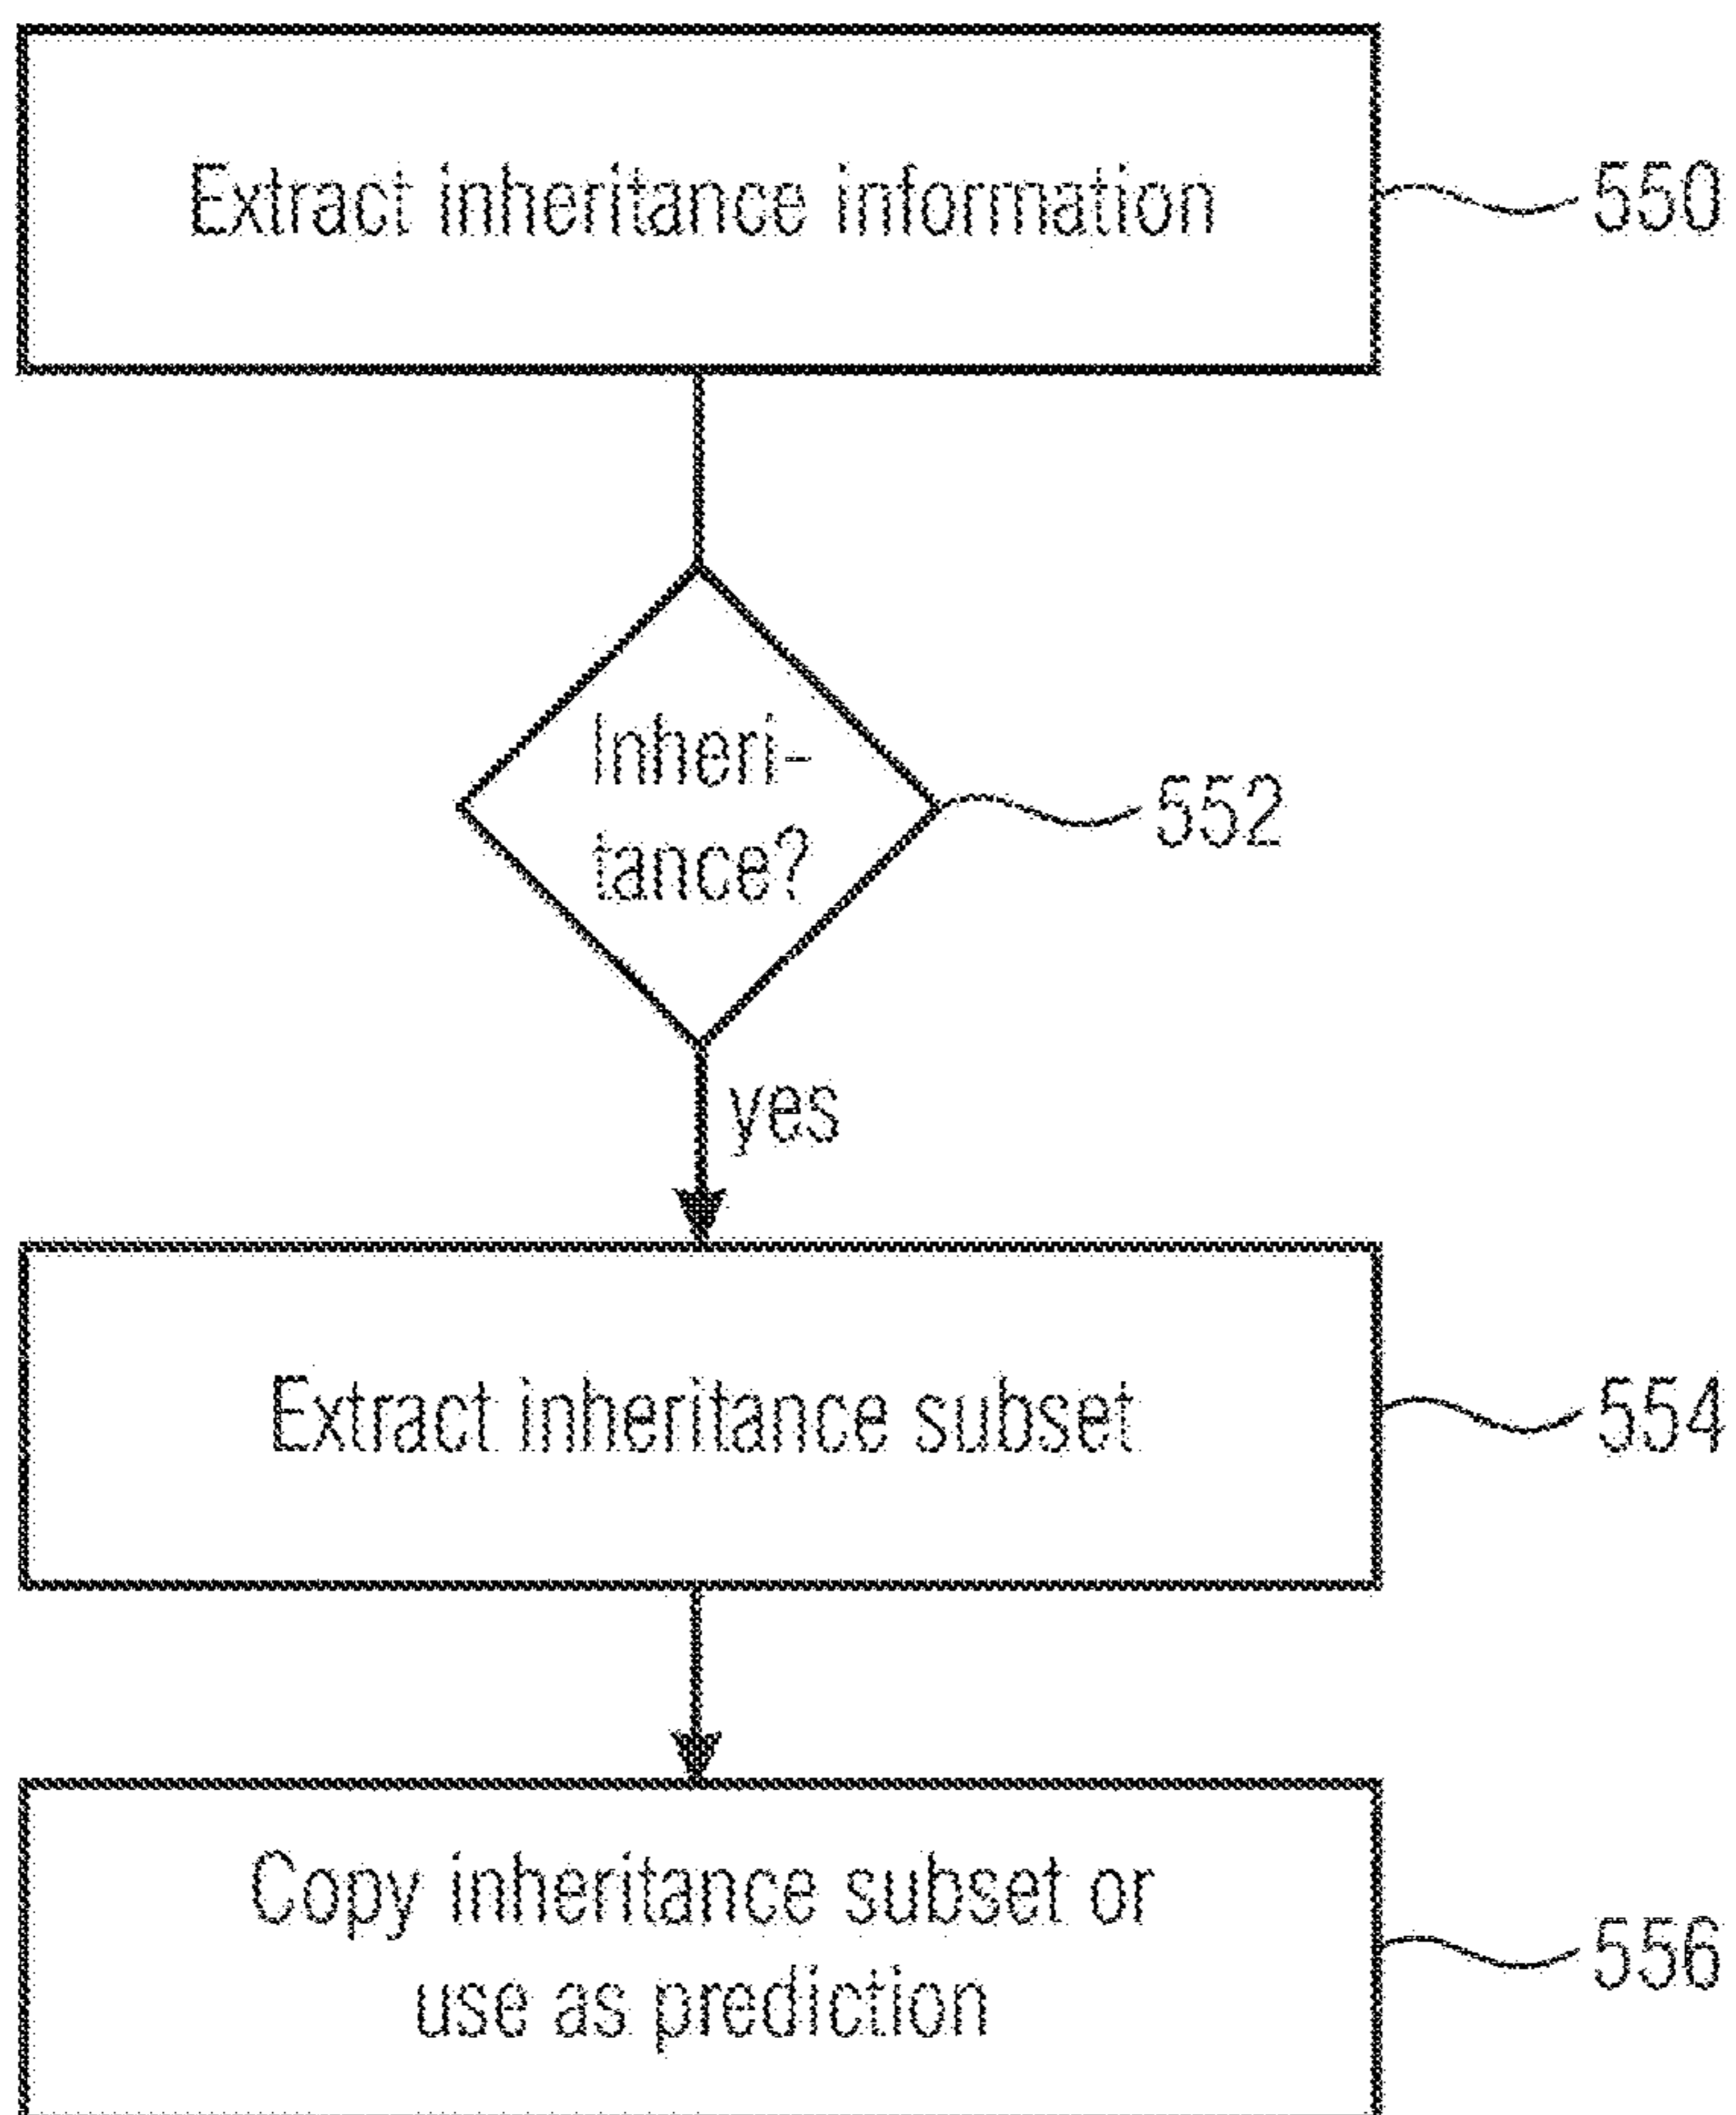 Extract inheritance information
550
Inheri-
tance?
552
yes
Extract inheritance subset
554
Copy inheritance subset or
use as prediction
556